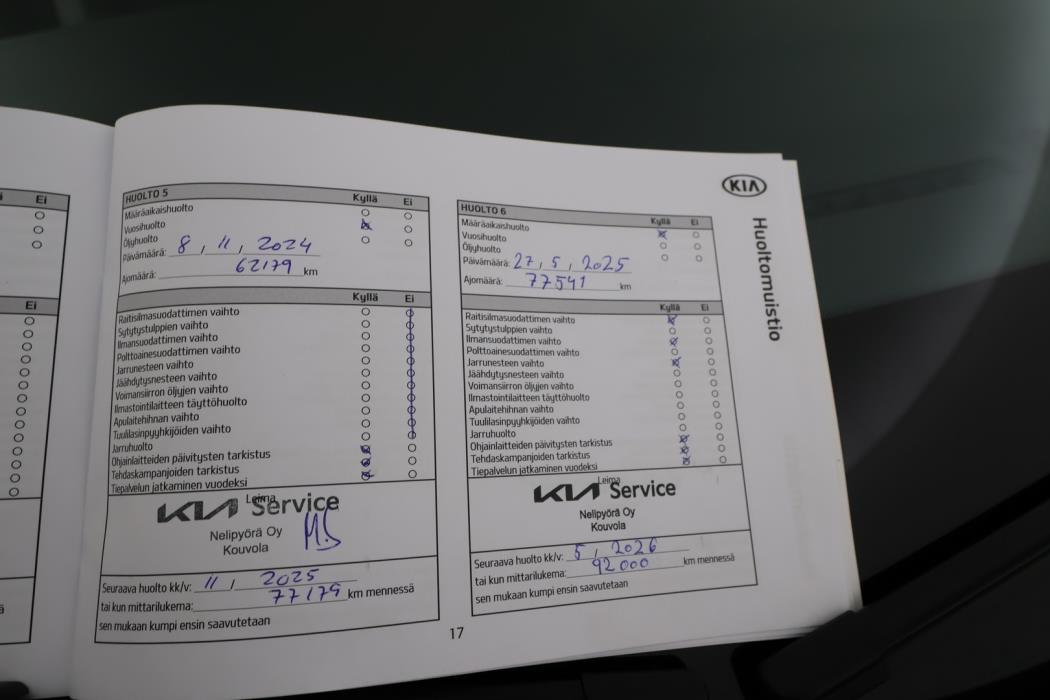 Ei
Ei
KIA
Huoltomuistio
HUOLTO 5
Kyllä Ei
Määräaikaishuolto
Vuosihuolto
Öljyhuolto
Päivämäärä: 8, 11, 2024
Ajomäärä: 62179 km
Kyllä Ei
Raitisilmasuodattimen vaihto
Sytytystulppien vaihto
Ilmansuodattimen vaihto
Polttoainesuodattimen vaihto
Jarrunesteen vaihto
Jäähdytysnesteen vaihto
Voimansiirron öljyjen vaihto
Ilmastointilaitteen täyttöhuolto
Apulaitehihnan vaihto
Tuulilasinpyyhkijöiden vaihto
Jarruhuolto
Ohjainlaitteiden päivitysten tarkistus
Tehdaskampanjoiden tarkistus
Tiepalvelun jatkaminen vuodeksi
Leima
KIA Service
Nelipyörä Oy
Kouvola
MS
Seuraava huolto kk/v: 11, 2025
tai kun mittarilukema: 77179 km mennessä
sen mukaan kumpi ensin saavutetaan
HUOLTO 6
Kyllä Ei
Määräaikaishuolto
Vuosihuolto
Öljyhuolto
Päivämäärä: 27, 5, 2025
Ajomäärä: 77541 km
Kyllä Ei
Raitisilmasuodattimen vaihto
Sytytystulppien vaihto
Ilmansuodattimen vaihto
Polttoainesuodattimen vaihto
Jarrunesteen vaihto
Jäähdytysnesteen vaihto
Voimansiirron öljyjen vaihto
Ilmastointilaitteen täyttöhuolto
Apulaitehihnan vaihto
Tuulilasinpyyhkijöiden vaihto
Jarruhuolto
Ohjainlaitteiden päivitysten tarkistus
Tehdaskampanjoiden tarkistus
Tiepalvelun jatkaminen vuodeksi
Leima
KIA Service
Nelipyörä Oy
Kouvola
Seuraava huolto kk/v: 5, 2026
tai kun mittarilukema: 92000 km mennessä
sen mukaan kumpi ensin saavutetaan
17